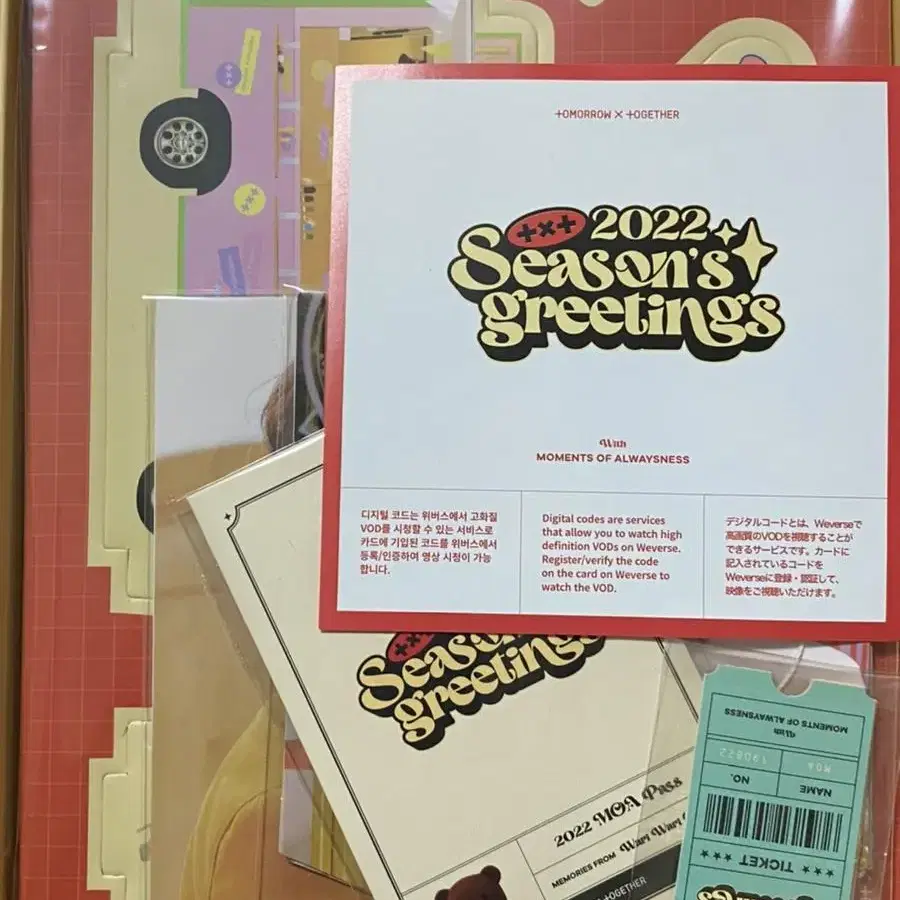 TOMORROW X TOGETHER
+x+ 2022
Season's
greetings
With
MOMENTS OF ALWAYSNESS
디지털 코드는 위버스에서 고화질
VOD를 시청할 수 있는 서비스로
카드에 기입된 코드를 위버스에서
등록/인증하여 영상 시청이 가능
합니다.
Digital codes are services
that allow you to watch high
definition VODs on Weverse.
Register/verify the code
on the card on Weverse to
watch the VOD.
デジタルコードとは、Weverseで
高画質のVODを視聴することが
できるサービスです。カードに
記入されているコードを
Weverseに登録・認証して、
映像をご視聴いただけます。
Season
greetings
2022 MOA Pass
MEMORIES FROM Wari Wari
TOGETHER
MOMENTS OF ALWAYSNESS
With
MOA
190822
NAME
NO.
TICKET